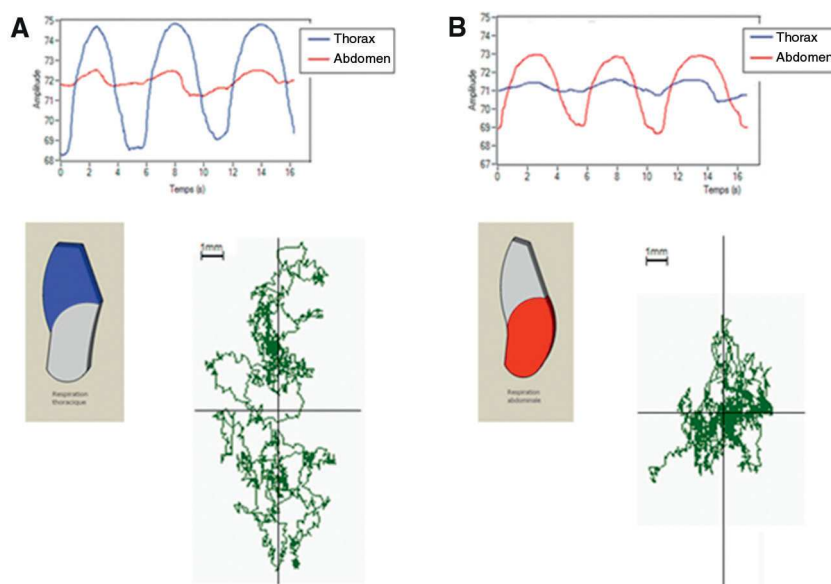 A
Amplitude
75
74
73
72
71
70
69
68
0
2
4
6
8
10
12
14
16
Temps (s)
Thorax
Abdomen
B
Amplitude
75
74
73
72
71
70
69
68
67
0
2
4
6
8
10
12
14
16
Temps (s)
Thorax
Abdomen
Respiration
thoracique
1mm
Respiration
abdominale
1mm